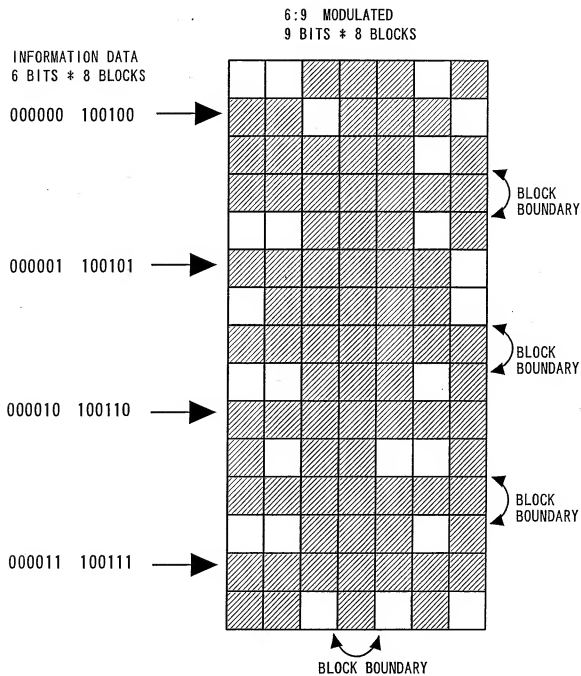 6:9 MODULATED
9 BITS * 8 BLOCKS
INFORMATION DATA
6 BITS * 8 BLOCKS
000000 100100
BLOCK
BOUNDARY
000001 100101
BLOCK
BOUNDARY
000010 100110
BLOCK
BOUNDARY
000011 100111
BLOCK BOUNDARY